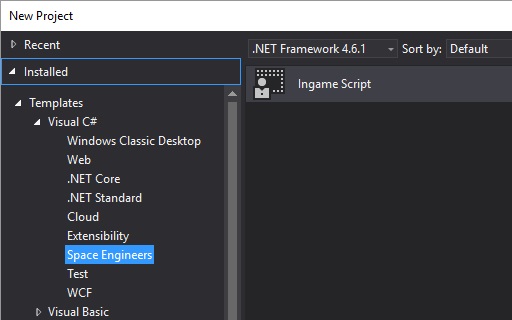 New Project
Recent
.NET Framework 4.6.1 Sort by: Default
Installed
Ingame Script
Templates
Visual C#
Windows Classic Desktop
Web
.NET Core
.NET Standard
Cloud
Extensibility
Space Engineers
Test
WCF
Visual Basic